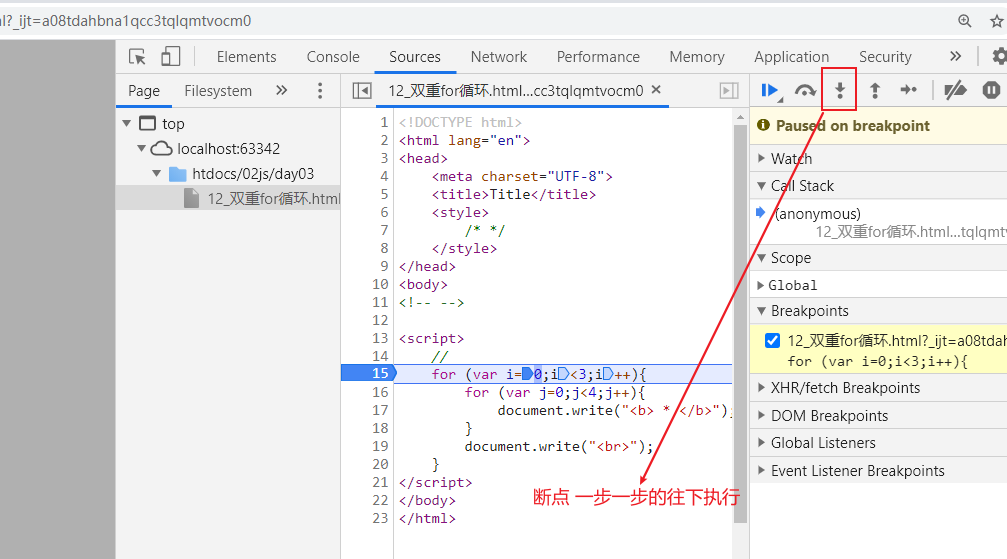 ml?_ijt=a08tdahbna1qcc3tqlqmtvocm0
Elements Console Sources Network Performance Memory Application Security »
Page Filesystem »
12_双重for循环.html...cc3tqlqmtvocm0 ×
top
localhost:63342
htdocs/02js/day03
12_双重for循环.html
1 <!DOCTYPE html>
2 <html lang="en">
3 <head>
4 <meta charset="UTF-8">
5 <title>Title</title>
6 <style>
7 /* */
8 </style>
9 </head>
10 <body>
11 <!-- -->
12
13 <script>
14 //
15 for (var i=0;i<3;i++){
16 for (var j=0;j<4;j++){
17 document.write("<b> * </b>");
18 }
19 document.write("<br>");
20 }
21 </script>
22 </body>
23 </html>
断点 一步一步的往下执行
Paused on breakpoint
Watch
Call Stack
(anonymous)
12_双重for循环.html...tqlqmtv
Scope
Global
Breakpoints
12_双重for循环.html?_ijt=a08tdah
for (var i=0;i<3;i++){
XHR/fetch Breakpoints
DOM Breakpoints
Global Listeners
Event Listener Breakpoints